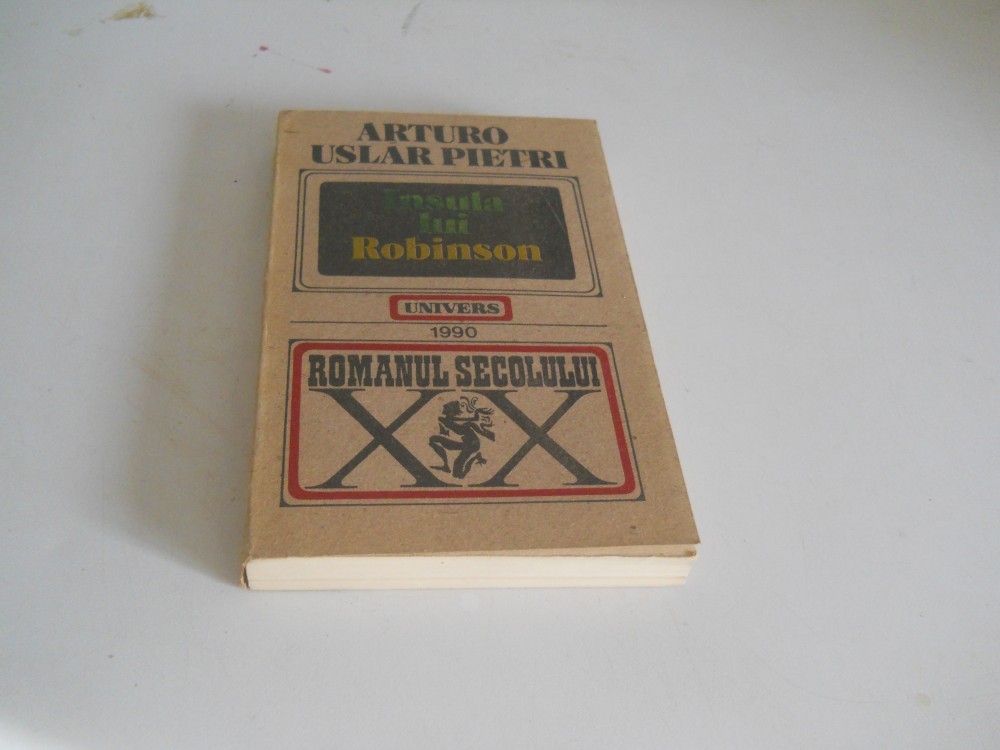 ARTURO
USLAR PIETRI
Insula
lui
Robinson
UNIVERS
1990
ROMANUL SECOLULUI
XX